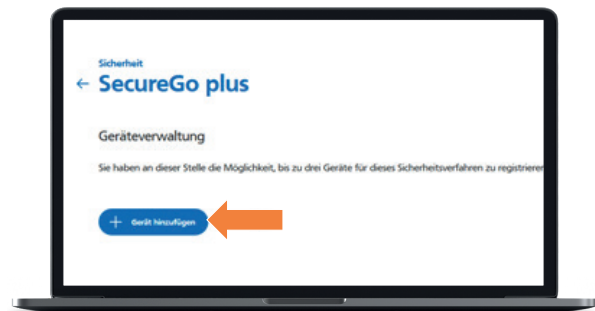 Sicherheit
← SecureGo plus
Geräteverwaltung
Sie haben an dieser Stelle die Möglichkeit, bis zu drei Geräte für dieses Sicherheitsverfahren zu registrieren
+ Gerät hinzufügen